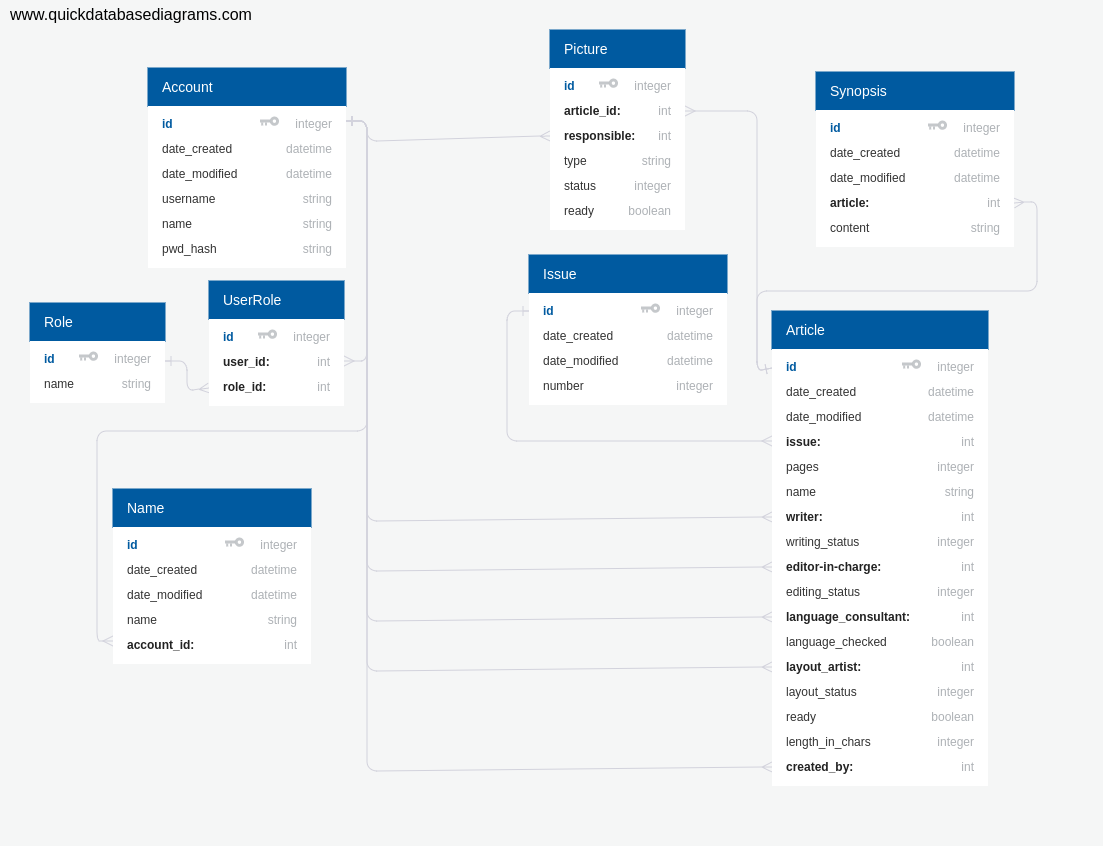 www.quickdatabasediagrams.com
Account
id integer
date_created datetime
date_modified datetime
username string
name string
pwd_hash string
Picture
id integer
article_id: int
responsible: int
type string
status integer
ready boolean
Synopsis
id integer
date_created datetime
date_modified datetime
article: int
content string
Role
id integer
name string
UserRole
id integer
user_id: int
role_id: int
Issue
id integer
date_created datetime
date_modified datetime
number integer
Article
id integer
date_created datetime
date_modified datetime
issue: int
pages integer
name string
writer: int
writing_status integer
editor-in-charge: int
editing_status integer
language_consultant: int
language_checked boolean
layout_artist: int
layout_status integer
ready boolean
length_in_chars integer
created_by: int
Name
id integer
date_created datetime
date_modified datetime
name string
account_id: int